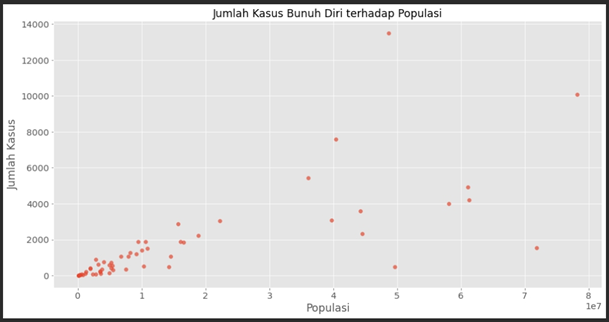 Jumlah Kasus Bunuh Diri terhadap Populasi
14000
12000
10000
8000
6000
4000
2000
0
Jumlah Kasus
0 1 2 3 4 5 6 7 8
1e7
Populasi